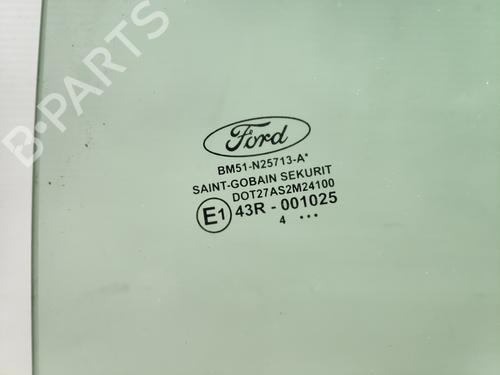 B-PARTS
Ford
BM51-N25713-A*
SAINT-GOBAIN SEKURIT
DOT27AS2M24100
E1 43R - 001025
4 •••